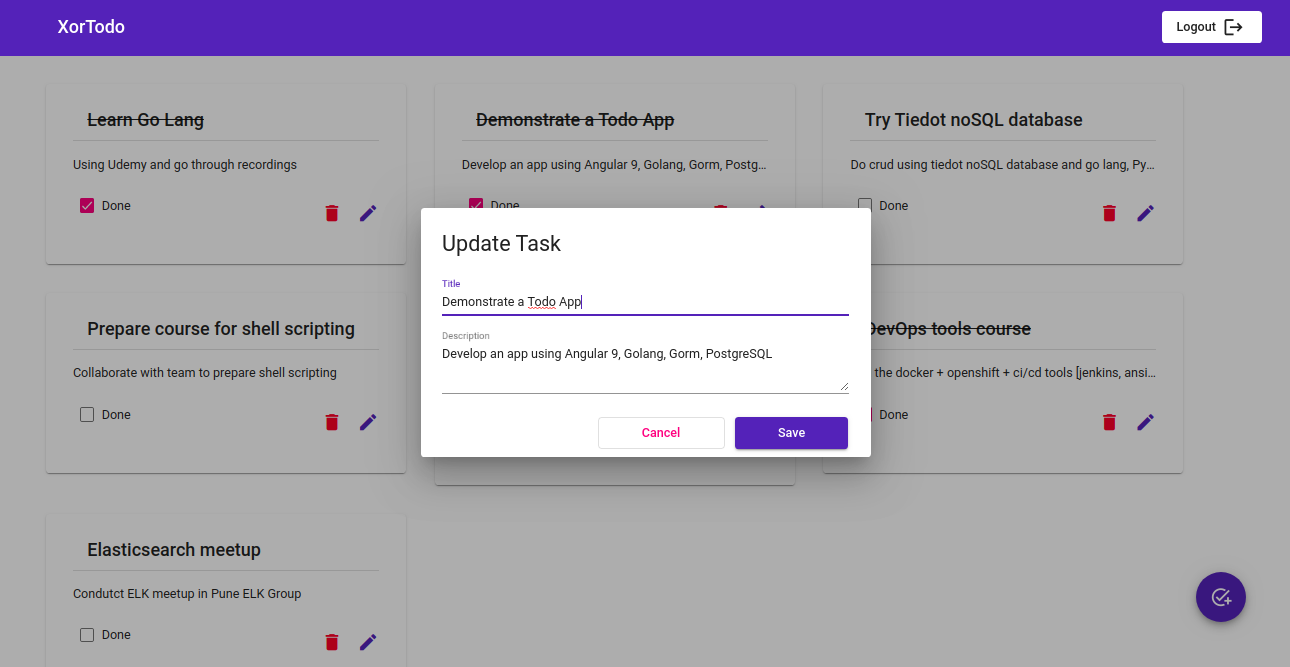 XorTodo
Logout
Learn Go Lang
Using Udemy and go through recordings
Done
Demonstrate a Todo App
Develop an app using Angular 9, Golang, Gorm, Postg...
Done
Try Tiedot noSQL database
Do crud using tiedot noSQL database and go lang, Py...
Done
Update Task
Title
Demonstrate a Todo App
Description
Develop an app using Angular 9, Golang, Gorm, PostgreSQL
Cancel
Save
Prepare course for shell scripting
Collaborate with team to prepare shell scripting
Done
DevOps tools course
the docker + openshift + ci/cd tools [jenkins, ansi...
Done
Elasticsearch meetup
Condutct ELK meetup in Pune ELK Group
Done